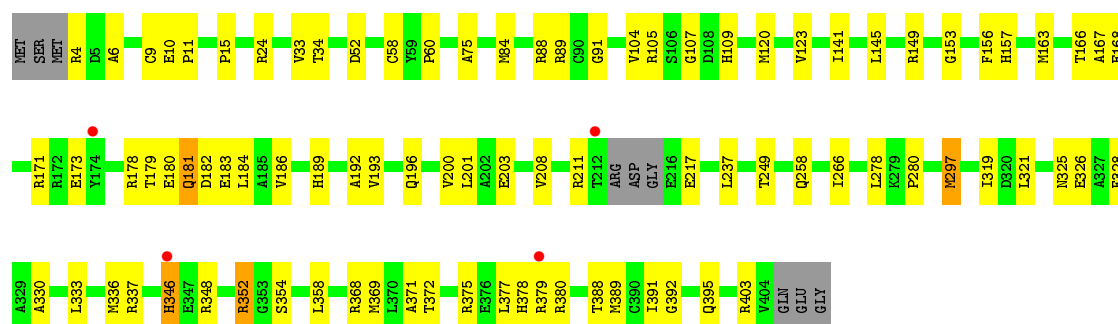 MET SER MET R4 D5 A6 C9 E10 P11 P15 R24 V33 T34 D52 C58 Y59 P60 A75 M84 R88 R89 C90 G91 V104 R105 S106 G107 D108 H109 M120 V123 I141 L145 R149 G153 F156 H157 M163 T166 A167
R171 R172 E173 Y174 R178 T179 E180 Q181 D182 E183 L184 A185 V186 H189 A192 V193 Q196 V200 L201 A202 E203 V208 R211 T212 ARG ASP GLY E216 E217 L237 T249 Q258 I266 L278 K279 P280 M297 I319 D320 L321 N325 E326 A327
A329 A330 L333 M336 R337 H346 E347 R348 R352 G353 S354 L358 R368 M369 L370 A371 T372 R375 E376 L377 H378 R379 R380 T388 M389 C390 I391 G392 Q395 R403 V404 GLN GLU GLY